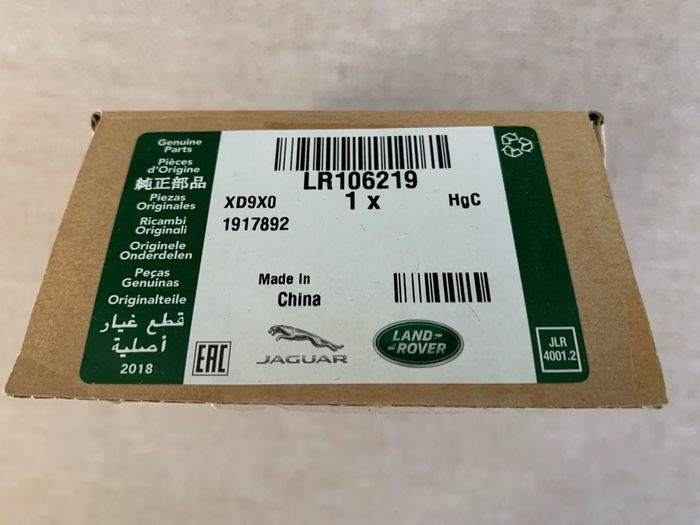 Genuine
Parts
Pièces
d'Origine
純正部品
Piezas
Originales
Ricambi
Originali
Originele
Onderdelen
Peças
Genuinas
Originalteile
قطع غيار
أصلية
2018
LR106219
XD9X0
1 x
HgC
1917892
Made In
China
EAC
JAGUAR
LAND-
-ROVER
JLR
4001.2